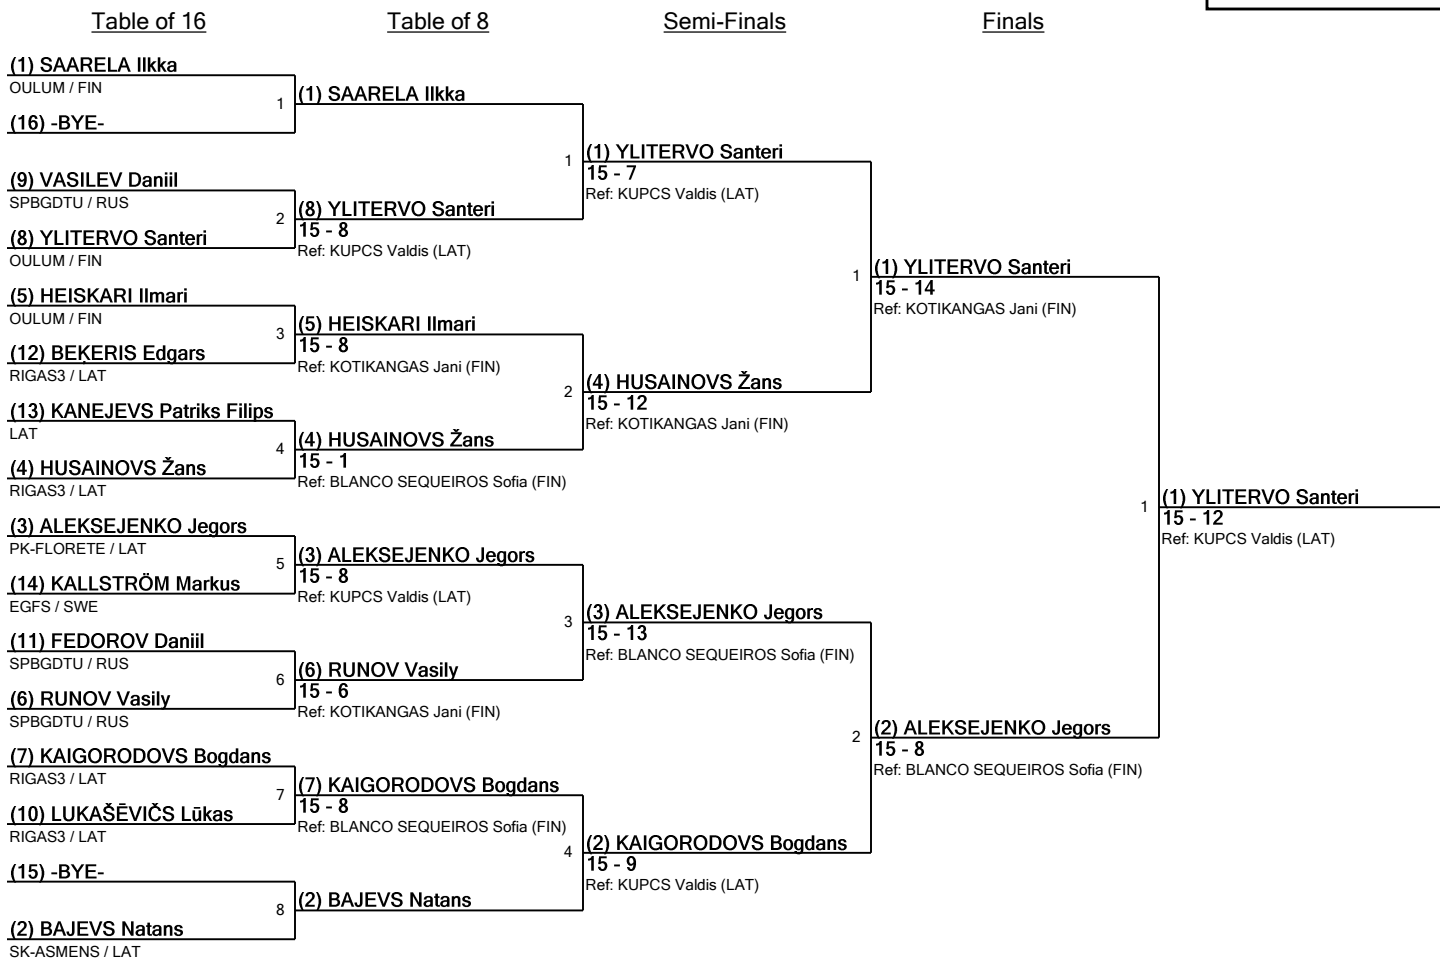 Table of 16
Table of 8
Semi-Finals
Finals
(1) SAARELA Ilkka
OULUM / FIN
1
(16) -BYE-
(9) VASILEV Daniil
SPBGDTU / RUS
2
(8) YLITERVO Santeri
OULUM / FIN
(5) HEISKARI Ilmari
OULUM / FIN
3
(12) BEĶERIS Edgars
RIGAS3 / LAT
(13) KANEJEVS Patriks Filips
LAT
4
(4) HUSAINOVS Žans
RIGAS3 / LAT
(3) ALEKSEJENKO Jegors
PK-FLORETE / LAT
5
(14) KALLSTRÖM Markus
EGFS / SWE
(11) FEDOROV Daniil
SPBGDTU / RUS
6
(6) RUNOV Vasily
SPBGDTU / RUS
(7) KAIGORODOVS Bogdans
RIGAS3 / LAT
7
(10) LUKAŠĒVIČS Lūkas
RIGAS3 / LAT
(15) -BYE-
8
(2) BAJEVS Natans
SK-ASMENS / LAT
(1) SAARELA Ilkka
1
(8) YLITERVO Santeri
15 - 8
Ref: KUPCS Valdis (LAT)
(5) HEISKARI Ilmari
15 - 8
Ref: KOTIKANGAS Jani (FIN)
2
(4) HUSAINOVS Žans
15 - 1
Ref: BLANCO SEQUEIROS Sofia (FIN)
(3) ALEKSEJENKO Jegors
15 - 8
Ref: KUPCS Valdis (LAT)
3
(6) RUNOV Vasily
15 - 6
Ref: KOTIKANGAS Jani (FIN)
(7) KAIGORODOVS Bogdans
15 - 8
Ref: BLANCO SEQUEIROS Sofia (FIN)
4
(2) BAJEVS Natans
(1) YLITERVO Santeri
15 - 7
Ref: KUPCS Valdis (LAT)
1
(4) HUSAINOVS Žans
15 - 12
Ref: KOTIKANGAS Jani (FIN)
(3) ALEKSEJENKO Jegors
15 - 13
Ref: BLANCO SEQUEIROS Sofia (FIN)
2
(2) KAIGORODOVS Bogdans
15 - 9
Ref: KUPCS Valdis (LAT)
(1) YLITERVO Santeri
15 - 14
Ref: KOTIKANGAS Jani (FIN)
1
(2) ALEKSEJENKO Jegors
15 - 8
Ref: BLANCO SEQUEIROS Sofia (FIN)
(1) YLITERVO Santeri
15 - 12
Ref: KUPCS Valdis (LAT)